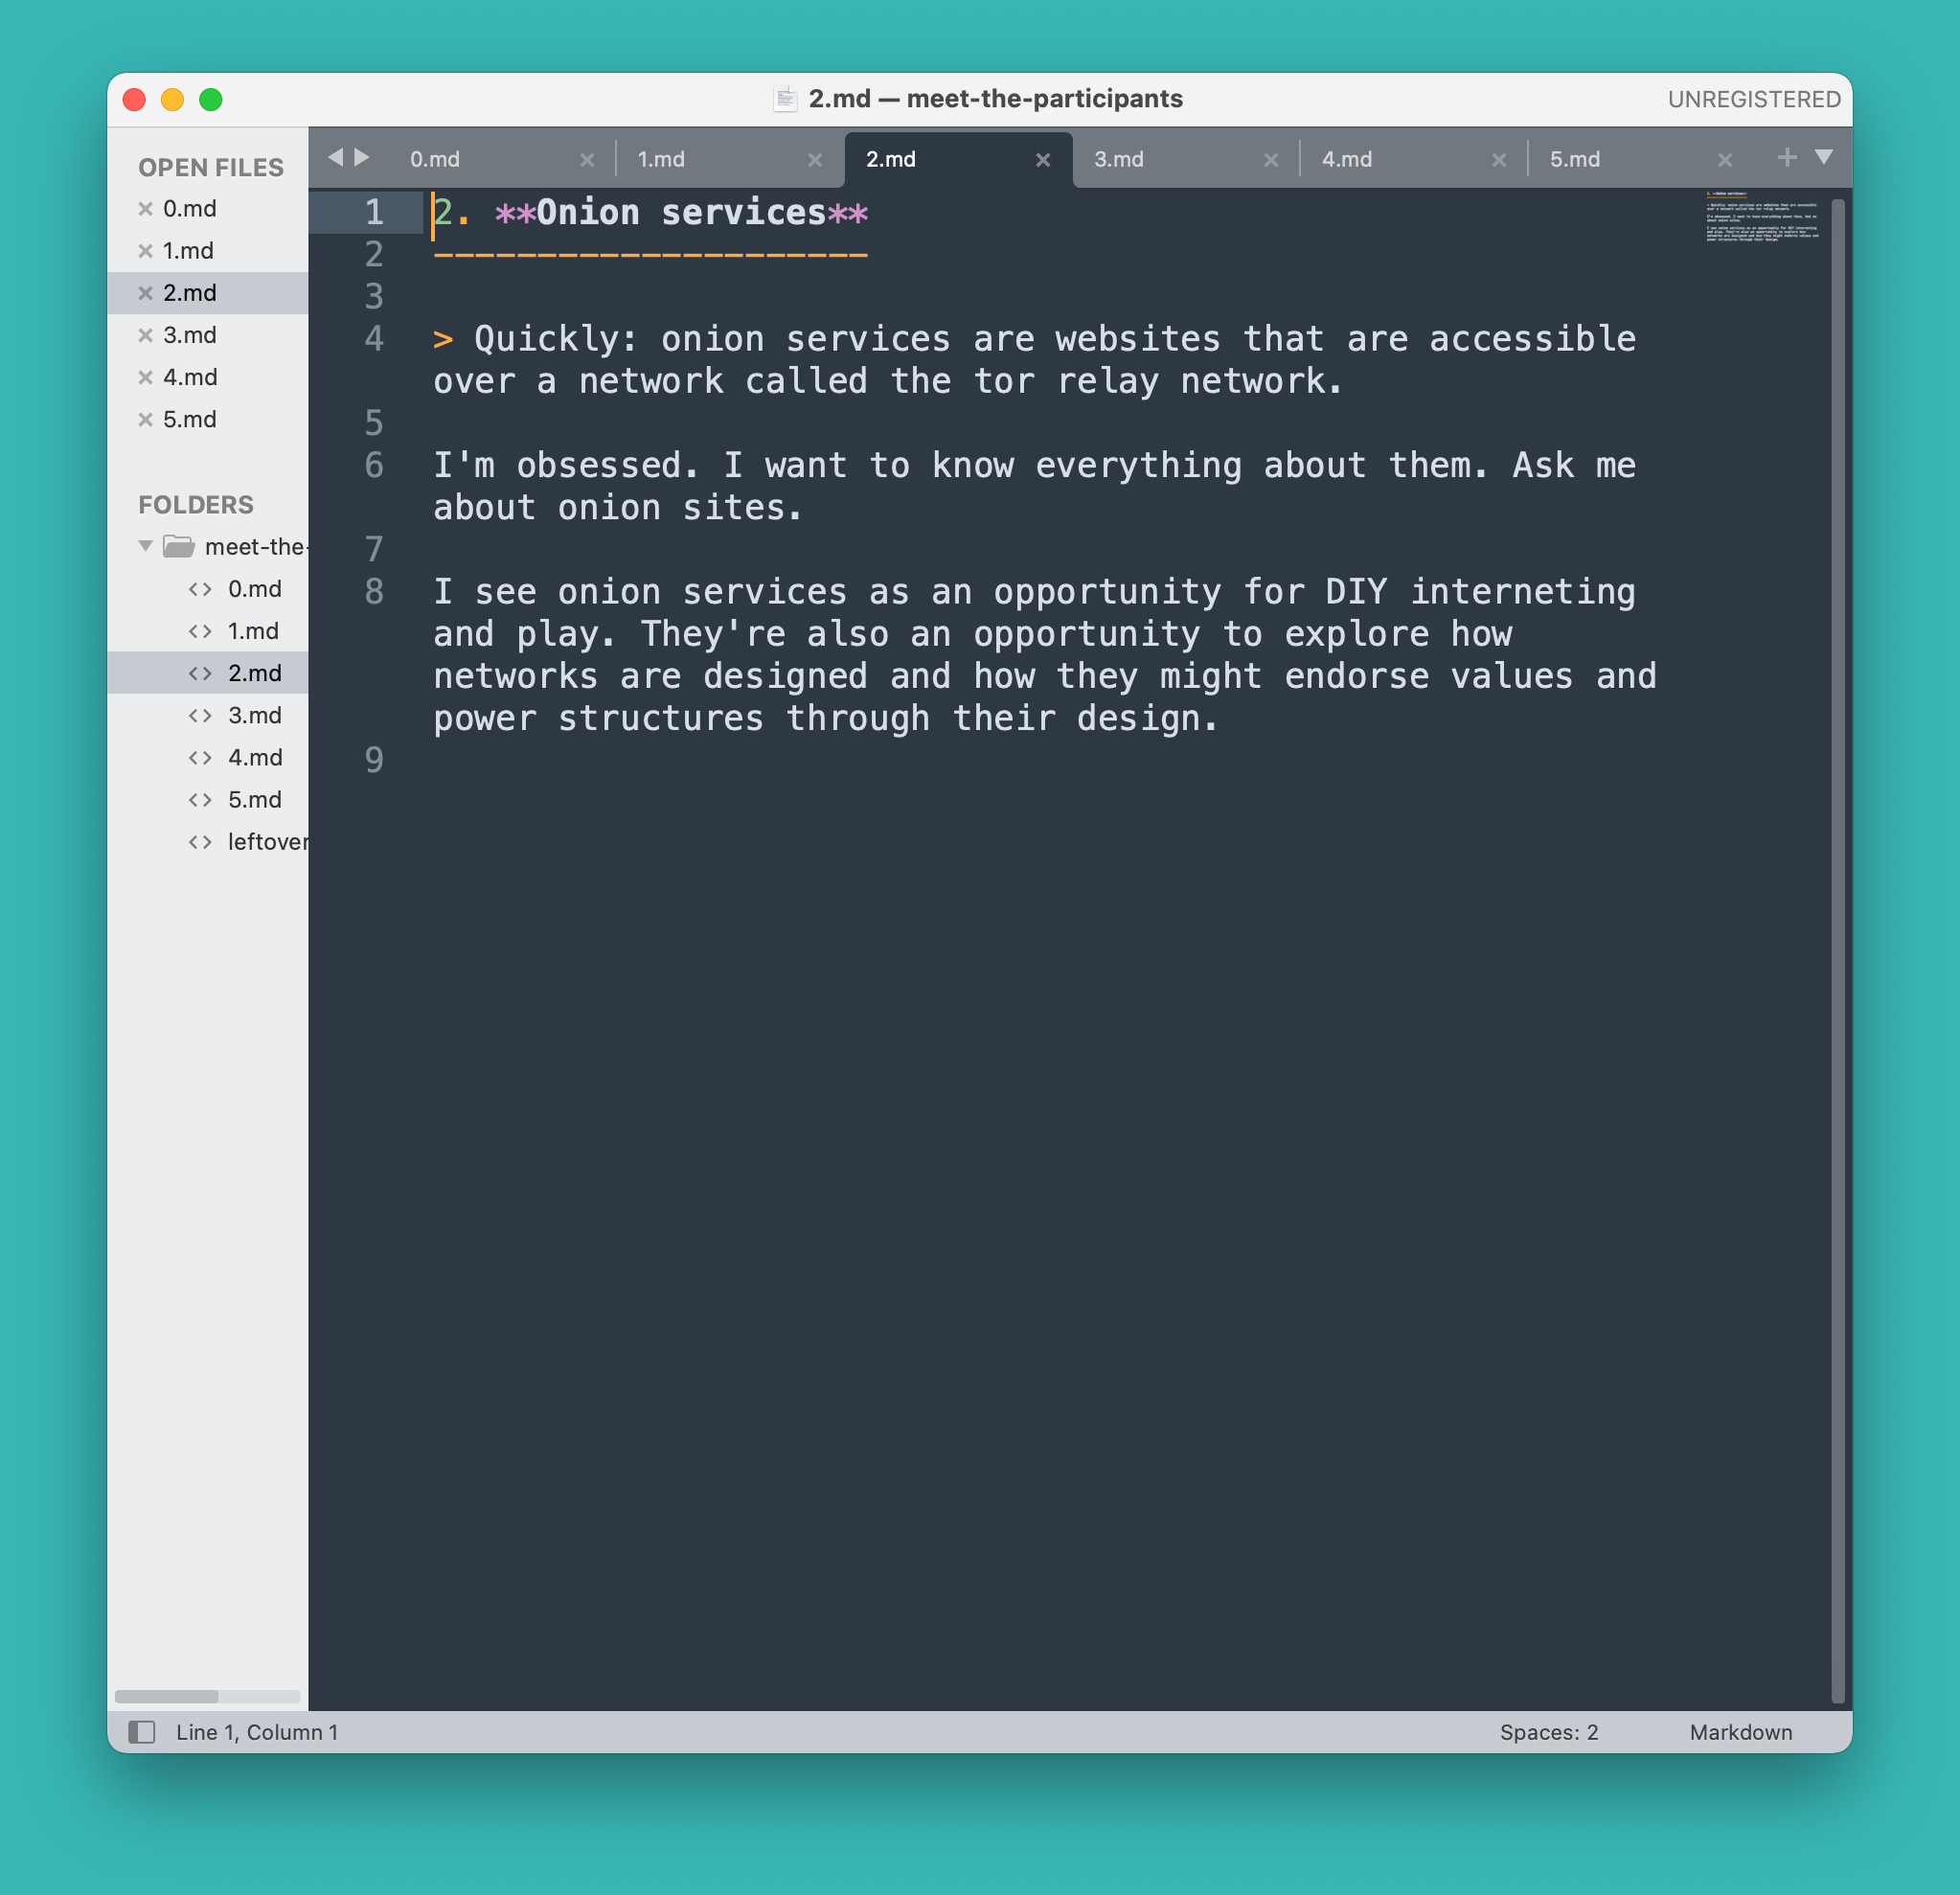 2.md — meet-the-participants
UNREGISTERED
OPEN FILES
0.md
1.md
2.md
3.md
4.md
5.md
FOLDERS
meet-the-
0.md
1.md
2.md
3.md
4.md
5.md
leftover
0.md
1.md
2.md
3.md
4.md
5.md
1 2. **Onion services**
2 ---------------------
3
4 > Quickly: onion services are websites that are accessible
over a network called the tor relay network.
5
6 I'm obsessed. I want to know everything about them. Ask me
about onion sites.
7
8 I see onion services as an opportunity for DIY interneting
and play. They're also an opportunity to explore how
networks are designed and how they might endorse values and
power structures through their design.
9
Line 1, Column 1
Spaces: 2
Markdown